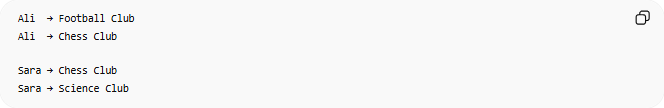 Ali → Football Club
Ali → Chess Club
Sara → Chess Club
Sara → Science Club